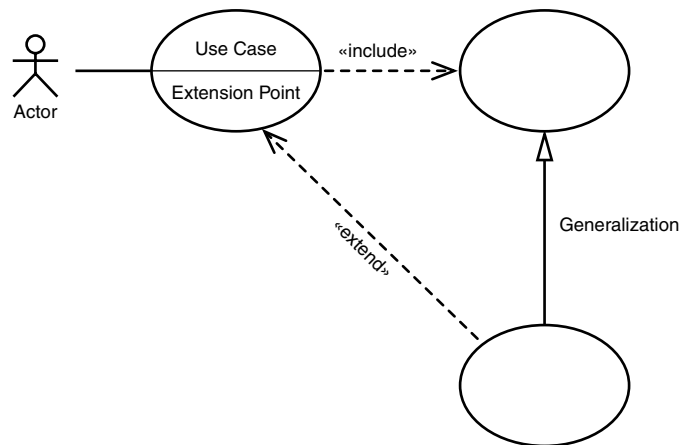 Use Case
«include»
Extension Point
Actor
Generalization
«extend»